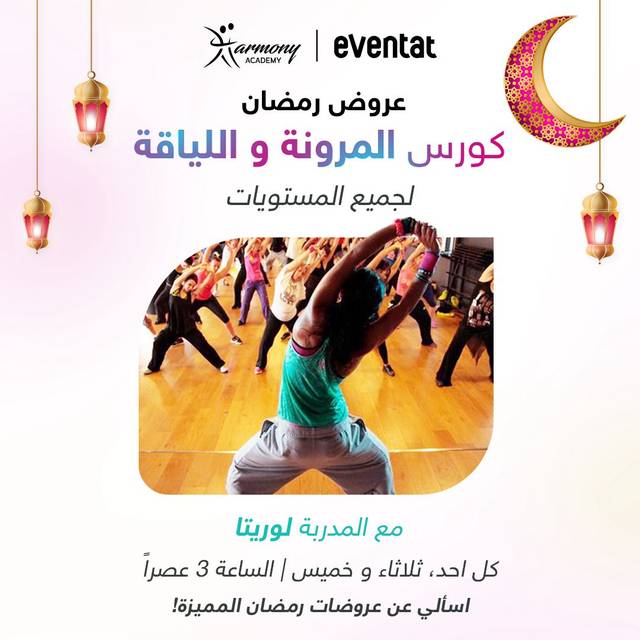 Harmony
ACADEMY
eventat
عروض رمضان
كورس المرونة و اللياقة
لجميع المستويات
مع المدربة لوريتا
كل احد، ثلاثاء و خميس | الساعة 3 عصراً
اسألي عن عروضات رمضان المميزة!